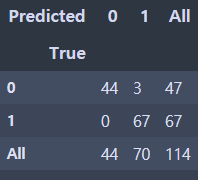 Predicted 0 1 All
True
0 44 3 47
1 0 67 67
All 44 70 114